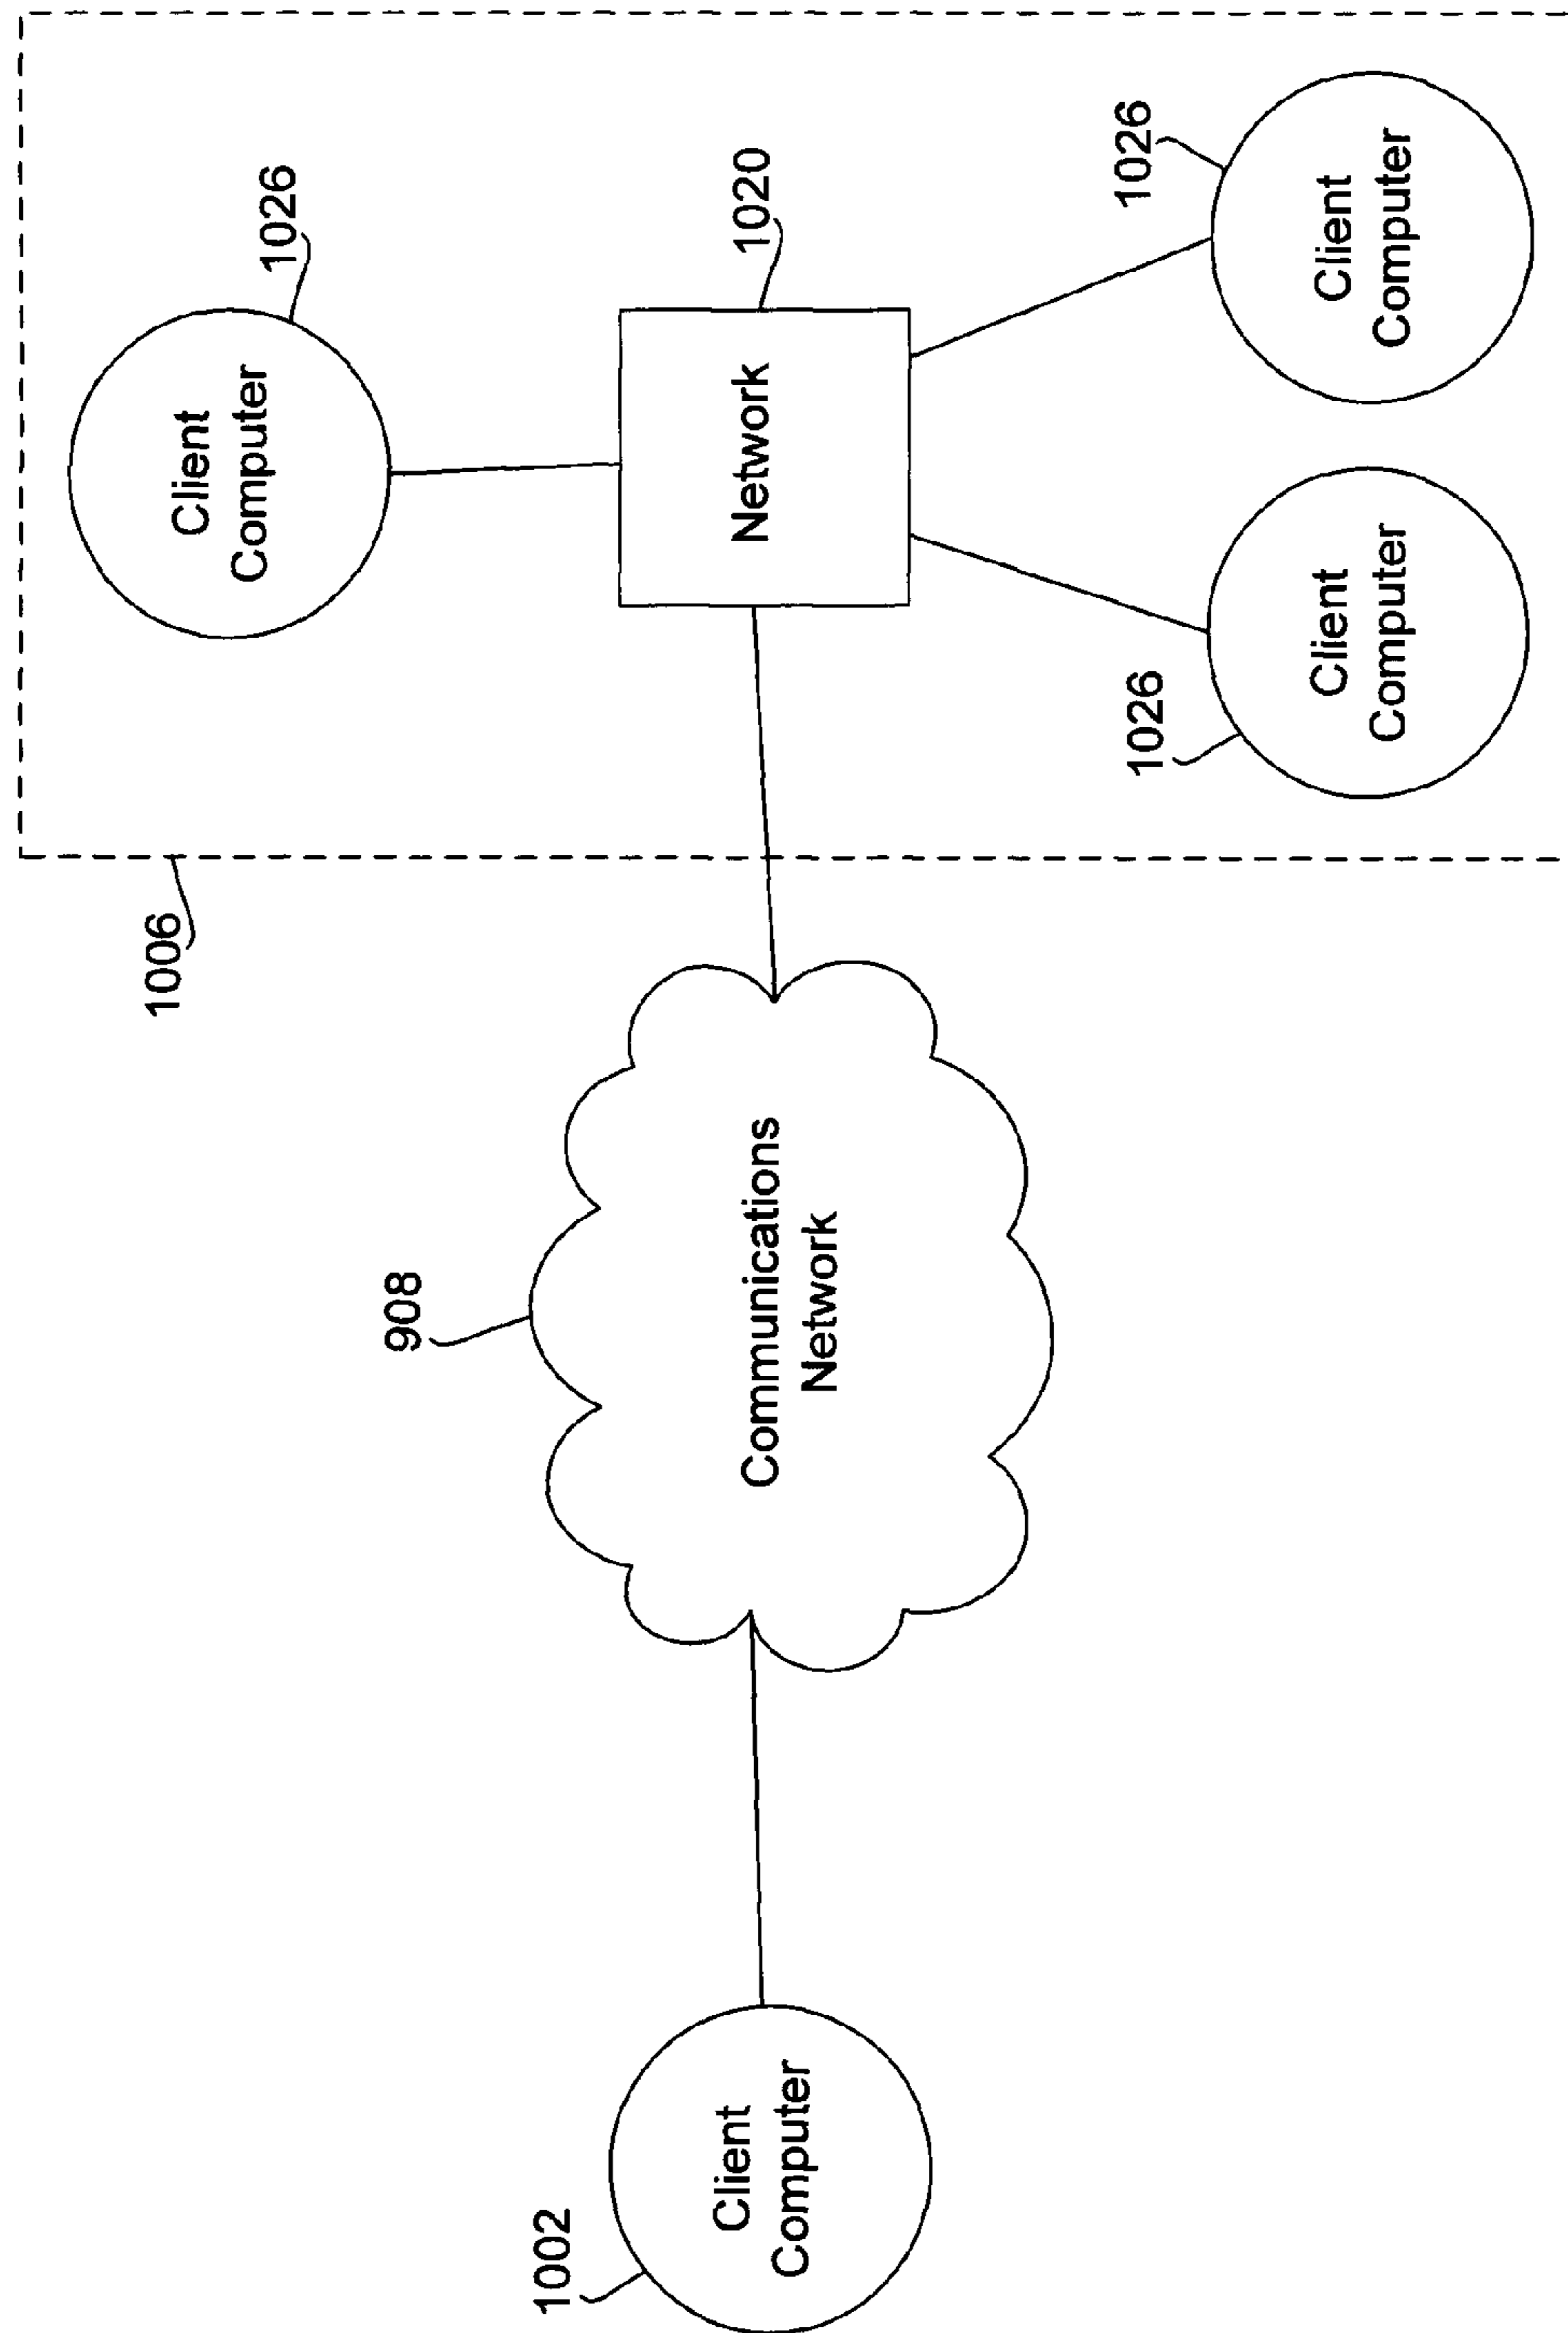 1006
Client
Computer
1026
908
1002
Client
Computer
Communications
Network
Network
1020
1026
Client
Computer
1026
Client
Computer